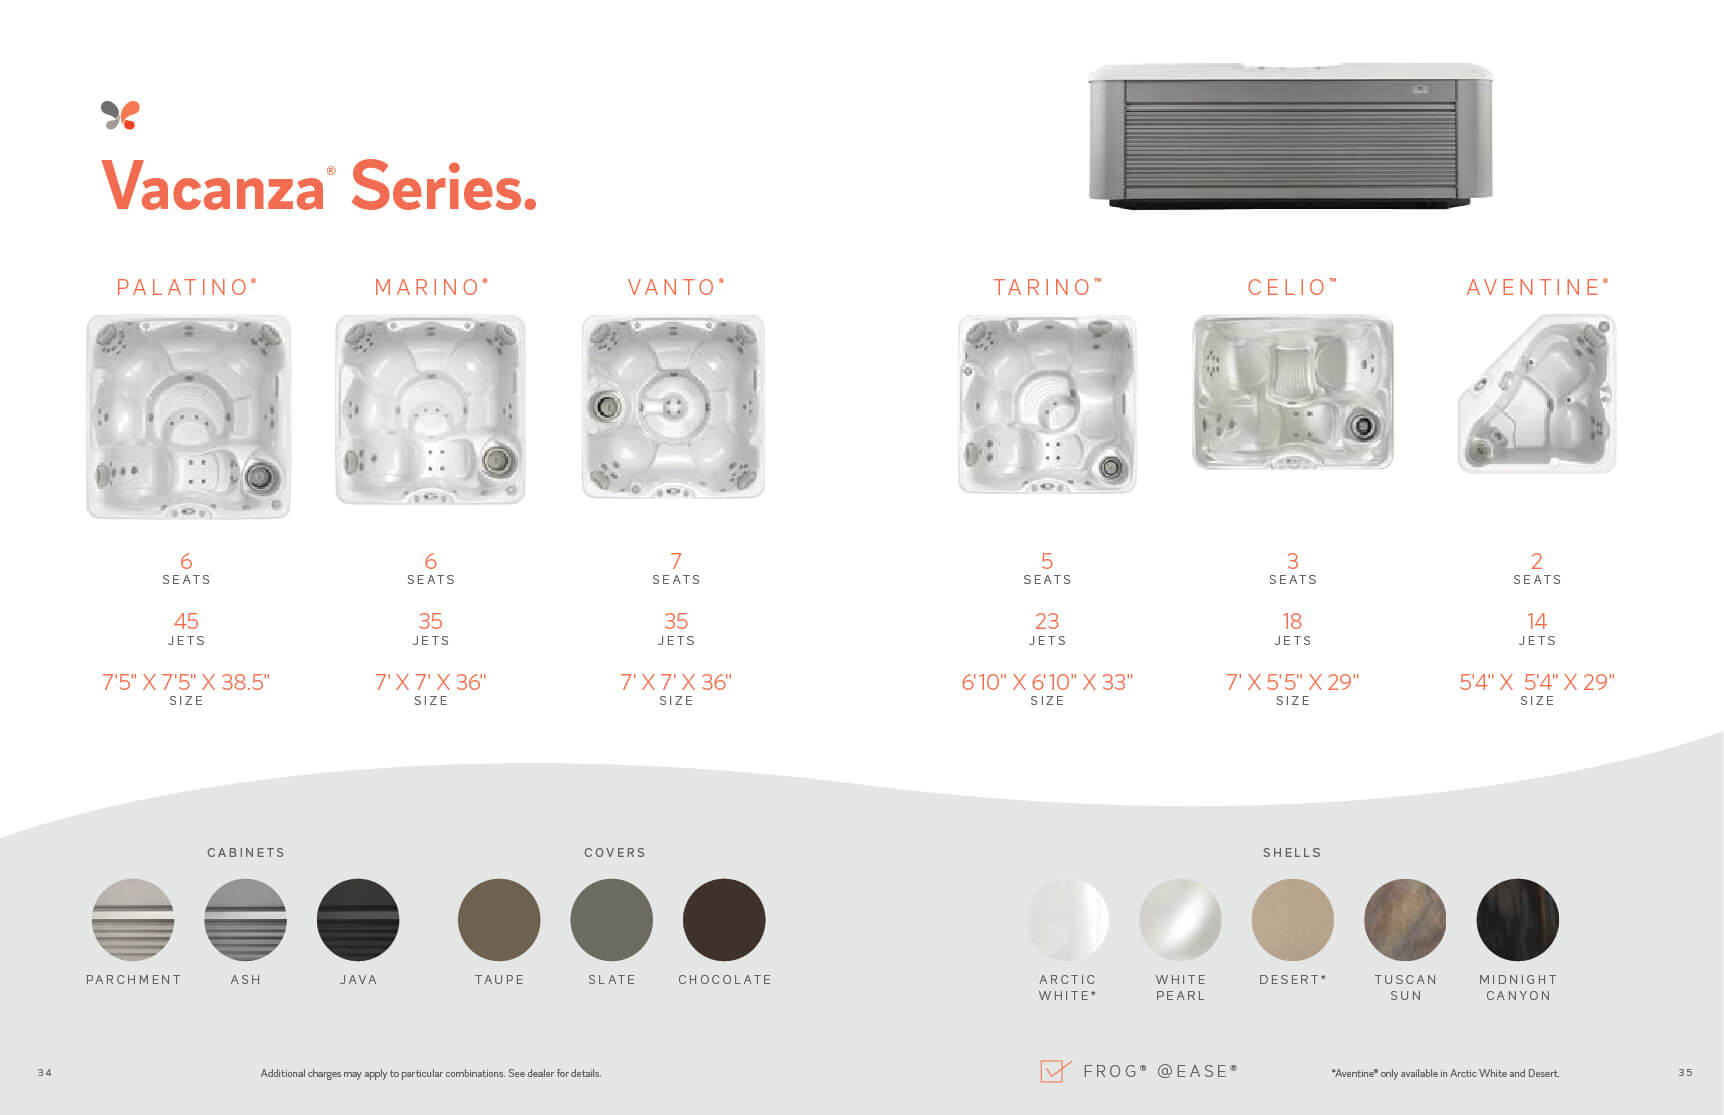 Vacanza® Series.
PALATINO®
MARINO®
VANTO®
TARINO™
CELIO™
AVENTINE®
6
SEATS
45
JETS
7'5" X 7'5" X 38.5"
SIZE
6
SEATS
35
JETS
7' X 7' X 36"
SIZE
7
SEATS
35
JETS
7' X 7' X 36"
SIZE
5
SEATS
23
JETS
6'10" X 6'10" X 33"
SIZE
3
SEATS
18
JETS
7' X 5'5" X 29"
SIZE
2
SEATS
14
JETS
5'4" X 5'4" X 29"
SIZE
CABINETS
PARCHMENT
ASH
JAVA
COVERS
TAUPE
SLATE
CHOCOLATE
SHELLS
ARCTIC
WHITE*
WHITE
PEARL
DESERT*
TUSCAN
SUN
MIDNIGHT
CANYON
34
Additional charges may apply to particular combinations. See dealer for details.
FROG® @EASE®
*Aventine® only available in Arctic White and Desert.
35